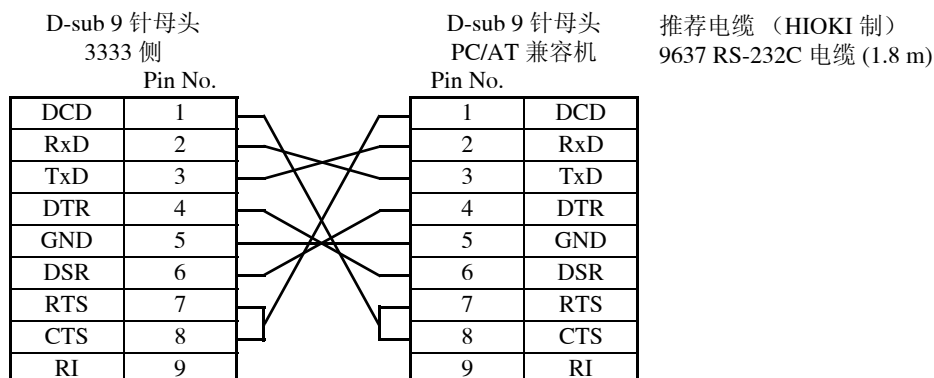 D-sub 9 针母头 D-sub 9 针母头 推荐电缆 （HIOKI 制）
3333 侧 PC/AT 兼容机 9637 RS-232C 电缆 (1.8 m)
Pin No. Pin No.
DCD 1 1 DCD
RxD 2 2 RxD
TxD 3 3 TxD
DTR 4 4 DTR
GND 5 5 GND
DSR 6 6 DSR
RTS 7 7 RTS
CTS 8 8 CTS
RI 9 9 RI